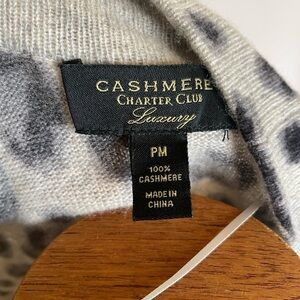 CASHMERE
CHARTER CLUB
Luxury
PM
100%
CASHMERE
MADE IN
CHINA